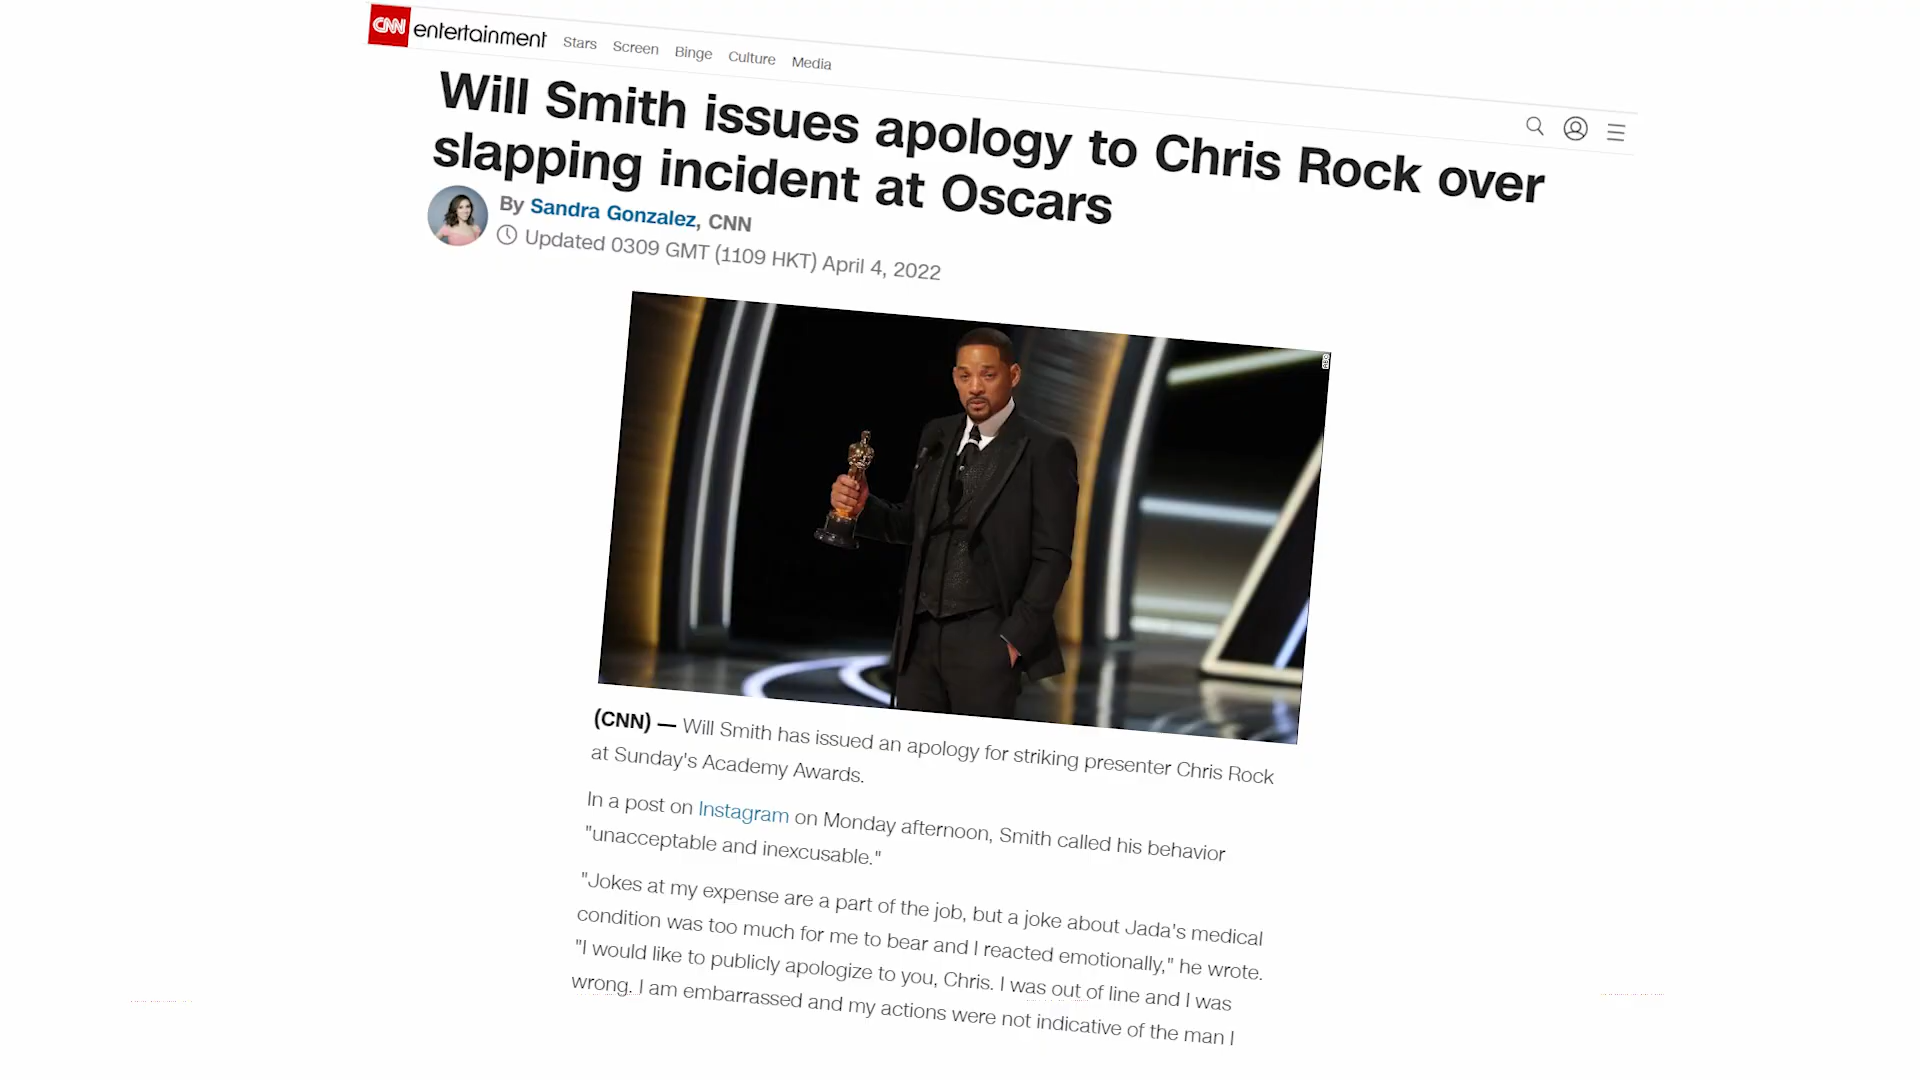 CNN entertainment Stars Screen Binge Culture Media
Will Smith issues apology to Chris Rock over
slapping incident at Oscars
By Sandra Gonzalez, CNN
Updated 0309 GMT (1109 HKT) April 4, 2022
ABC
(CNN) — Will Smith has issued an apology for striking presenter Chris Rock
at Sunday's Academy Awards.
In a post on Instagram on Monday afternoon, Smith called his behavior
"unacceptable and inexcusable."
"Jokes at my expense are a part of the job, but a joke about Jada's medical
condition was too much for me to bear and I reacted emotionally," he wrote.
"I would like to publicly apologize to you, Chris. I was out of line and I was
wrong. I am embarrassed and my actions were not indicative of the man I